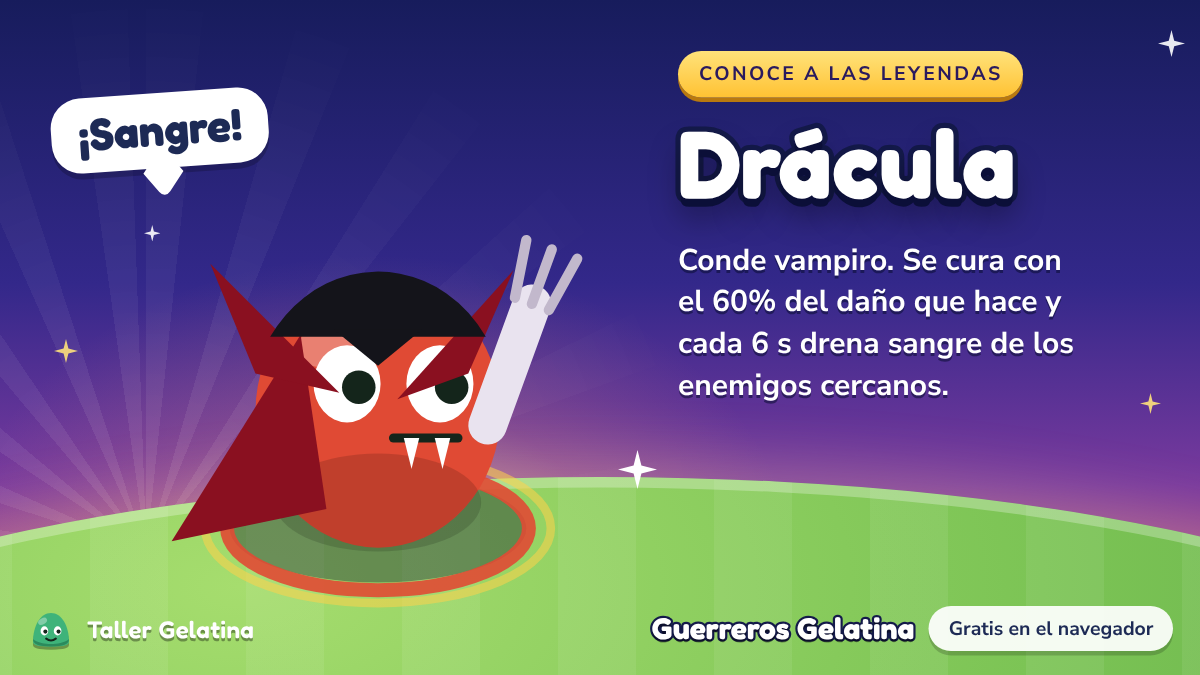 ¡Sangre!
CONOCE A LAS LEYENDAS
Drácula
Conde vampiro. Se cura con
el 60% del daño que hace y
cada 6 s drena sangre de los
enemigos cercanos.
Taller Gelatina
Guerreros Gelatina
Gratis en el navegador